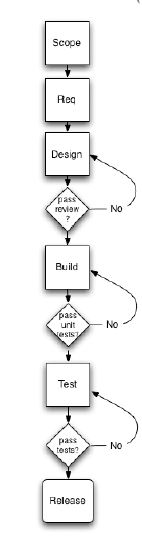 Scope
Req
Design
pass
review
?
No
Build
pass
unit
tests?
No
Test
pass
tests?
No
Release